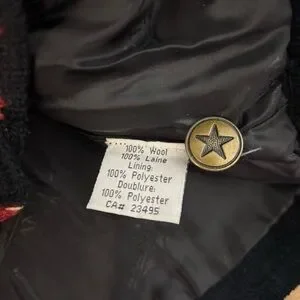 100% Wool
100% Laine
Lining:
100% Polyester
Doublure:
100% Polyester
CA# 23495